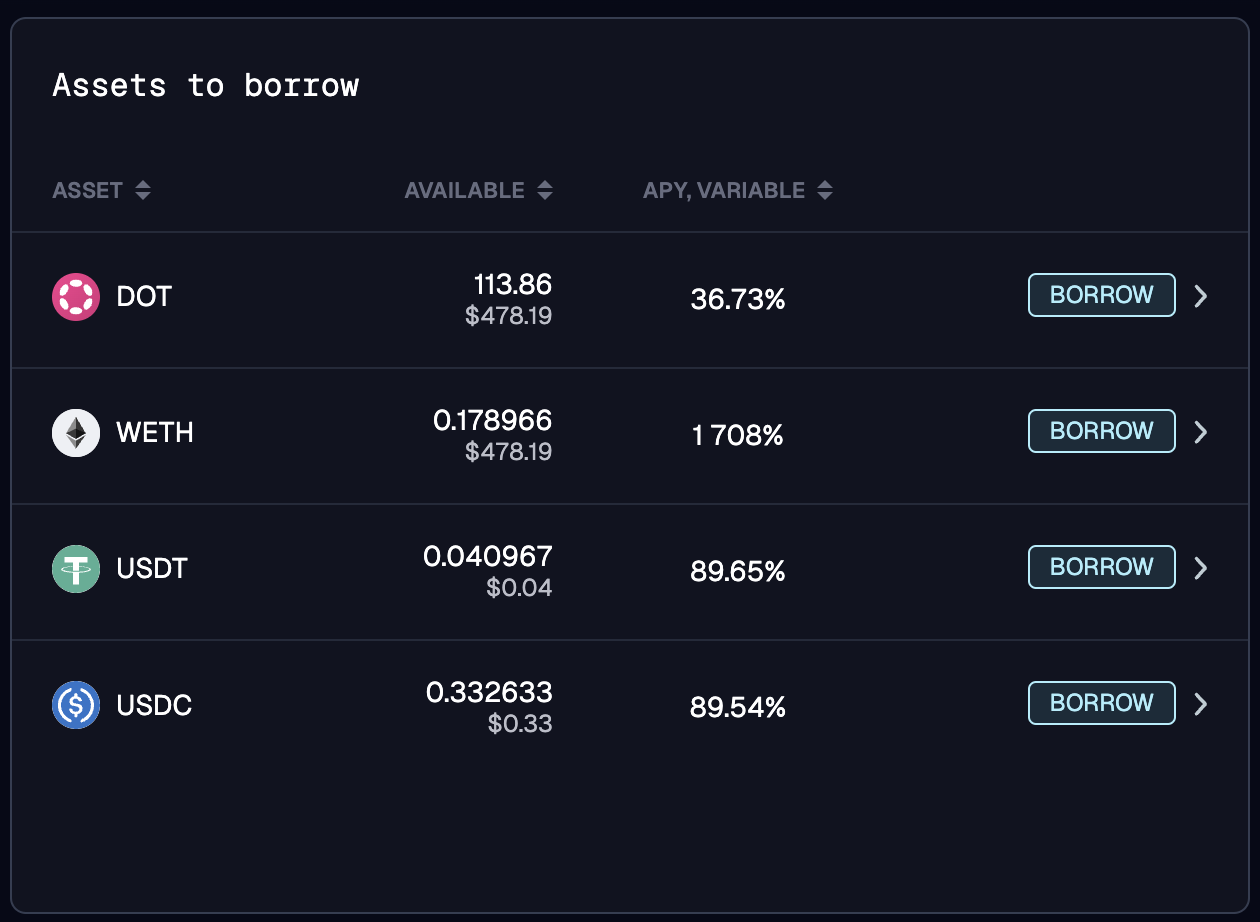 Assets to borrow
ASSET AVAILABLE APY, VARIABLE
DOT 113.86 36.73% BORROW
$478.19
WETH 0.178966 1 708% BORROW
$478.19
USDT 0.040967 89.65% BORROW
$0.04
USDC 0.332633 89.54% BORROW
$0.33